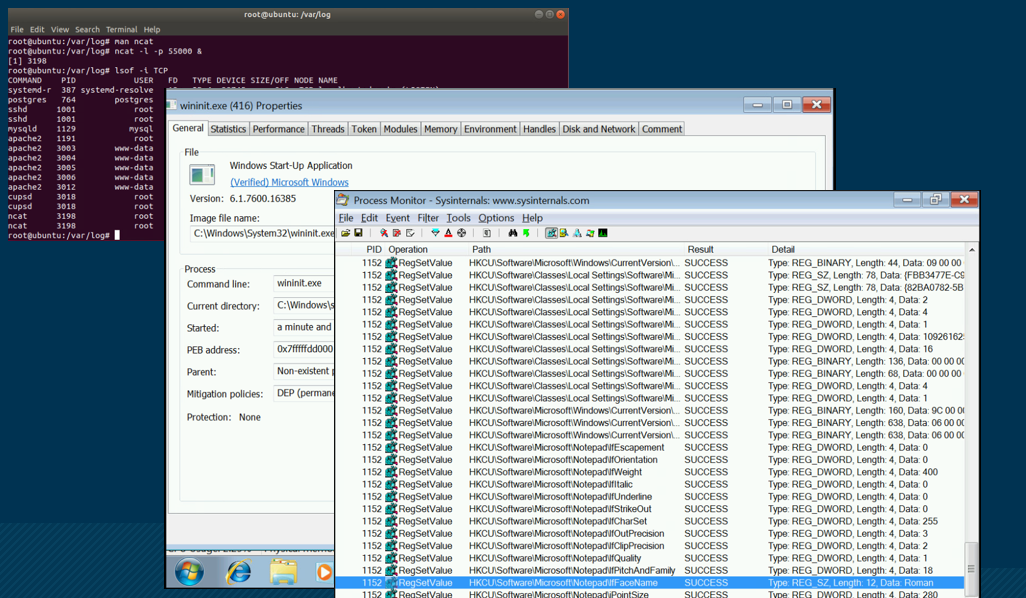 root@ubuntu: /var/log
File Edit View Search Terminal Help
root@ubuntu:/var/log# man ncat
root@ubuntu:/var/log# ncat -l -p 55000 &
[1] 3198
root@ubuntu:/var/log# lsof -i TCP
COMMAND PID USER FD TYPE DEVICE SIZE/OFF NODE NAME
systemd-r 387 systemd-resolve
postgres 764 postgres
sshd 1001 root
sshd 1001 root
mysqld 1129 mysql
apache2 1191 root
apache2 3003 www-data
apache2 3004 www-data
apache2 3005 www-data
apache2 3006 www-data
apache2 3012 www-data
cupsd 3018 root
cupsd 3018 root
ncat 3198 root
ncat 3198 root
root@ubuntu:/var/log#
wininit.exe (416) Properties
General Statistics Performance Threads Token Modules Memory Environment Handles Disk and Network Comment
File
Windows Start-Up Application
(Verified) Microsoft Windows
Version: 6.1.7600.16385
Image file name:
C:\Windows\System32\wininit.exe
Process
Command line: wininit.exe
Current directory: C:\Windows\s
Started: a minute and
PEB address: 0x7fffffdd000
Parent: Non-existent p
Mitigation policies: DEP (permane
Protection: None
Process Monitor - Sysinternals: www.sysinternals.com
File Edit Event Filter Tools Options Help
PID Operation Path Result Detail
1152 RegSetValue HKCU\Software\Microsoft\Windows\CurrentVersion\... SUCCESS Type: REG_BINARY, Length: 44, Data: 09 00 00
1152 RegSetValue HKCU\Software\Classes\Local Settings\Software\Mi... SUCCESS Type: REG_SZ, Length: 78, Data: {FBB3477E-C9
1152 RegSetValue HKCU\Software\Classes\Local Settings\Software\Mi... SUCCESS Type: REG_SZ, Length: 78, Data: {82BA0782-5B
1152 RegSetValue HKCU\Software\Classes\Local Settings\Software\Mi... SUCCESS Type: REG_DWORD, Length: 4, Data: 2
1152 RegSetValue HKCU\Software\Classes\Local Settings\Software\Mi... SUCCESS Type: REG_DWORD, Length: 4, Data: 4
1152 RegSetValue HKCU\Software\Classes\Local Settings\Software\Mi... SUCCESS Type: REG_DWORD, Length: 4, Data: 1
1152 RegSetValue HKCU\Software\Classes\Local Settings\Software\Mi... SUCCESS Type: REG_DWORD, Length: 4, Data: 10926162
1152 RegSetValue HKCU\Software\Classes\Local Settings\Software\Mi... SUCCESS Type: REG_DWORD, Length: 4, Data: 16
1152 RegSetValue HKCU\Software\Classes\Local Settings\Software\Mi... SUCCESS Type: REG_BINARY, Length: 136, Data: 00 00 00
1152 RegSetValue HKCU\Software\Classes\Local Settings\Software\Mi... SUCCESS Type: REG_BINARY, Length: 68, Data: 00 00 00
1152 RegSetValue HKCU\Software\Classes\Local Settings\Software\Mi... SUCCESS Type: REG_DWORD, Length: 4, Data: 4
1152 RegSetValue HKCU\Software\Classes\Local Settings\Software\Mi... SUCCESS Type: REG_DWORD, Length: 4, Data: 1
1152 RegSetValue HKCU\Software\Microsoft\Windows\CurrentVersion\... SUCCESS Type: REG_BINARY, Length: 160, Data: 9C 00 00
1152 RegSetValue HKCU\Software\Microsoft\Windows\CurrentVersion\... SUCCESS Type: REG_BINARY, Length: 638, Data: 06 00 00
1152 RegSetValue HKCU\Software\Microsoft\Windows\CurrentVersion\... SUCCESS Type: REG_BINARY, Length: 638, Data: 06 00 00
1152 RegSetValue HKCU\Software\Microsoft\Notepad\lfEscapement SUCCESS Type: REG_DWORD, Length: 4, Data: 0
1152 RegSetValue HKCU\Software\Microsoft\Notepad\lfOrientation SUCCESS Type: REG_DWORD, Length: 4, Data: 0
1152 RegSetValue HKCU\Software\Microsoft\Notepad\lfWeight SUCCESS Type: REG_DWORD, Length: 4, Data: 400
1152 RegSetValue HKCU\Software\Microsoft\Notepad\lfItalic SUCCESS Type: REG_DWORD, Length: 4, Data: 0
1152 RegSetValue HKCU\Software\Microsoft\Notepad\lfUnderline SUCCESS Type: REG_DWORD, Length: 4, Data: 0
1152 RegSetValue HKCU\Software\Microsoft\Notepad\lfStrikeOut SUCCESS Type: REG_DWORD, Length: 4, Data: 0
1152 RegSetValue HKCU\Software\Microsoft\Notepad\lfCharSet SUCCESS Type: REG_DWORD, Length: 4, Data: 255
1152 RegSetValue HKCU\Software\Microsoft\Notepad\lfOutPrecision SUCCESS Type: REG_DWORD, Length: 4, Data: 3
1152 RegSetValue HKCU\Software\Microsoft\Notepad\lfClipPrecision SUCCESS Type: REG_DWORD, Length: 4, Data: 2
1152 RegSetValue HKCU\Software\Microsoft\Notepad\lfQuality SUCCESS Type: REG_DWORD, Length: 4, Data: 1
1152 RegSetValue HKCU\Software\Microsoft\Notepad\lfPitchAndFamily SUCCESS Type: REG_DWORD, Length: 4, Data: 18
1152 RegSetValue HKCU\Software\Microsoft\Notepad\lfFaceName SUCCESS Type: REG_SZ, Length: 12, Data: Roman
1152 RegSetValue HKCU\Software\Microsoft\Notepad\iPointSize SUCCESS Type: REG_DWORD, Length: 4, Data: 280